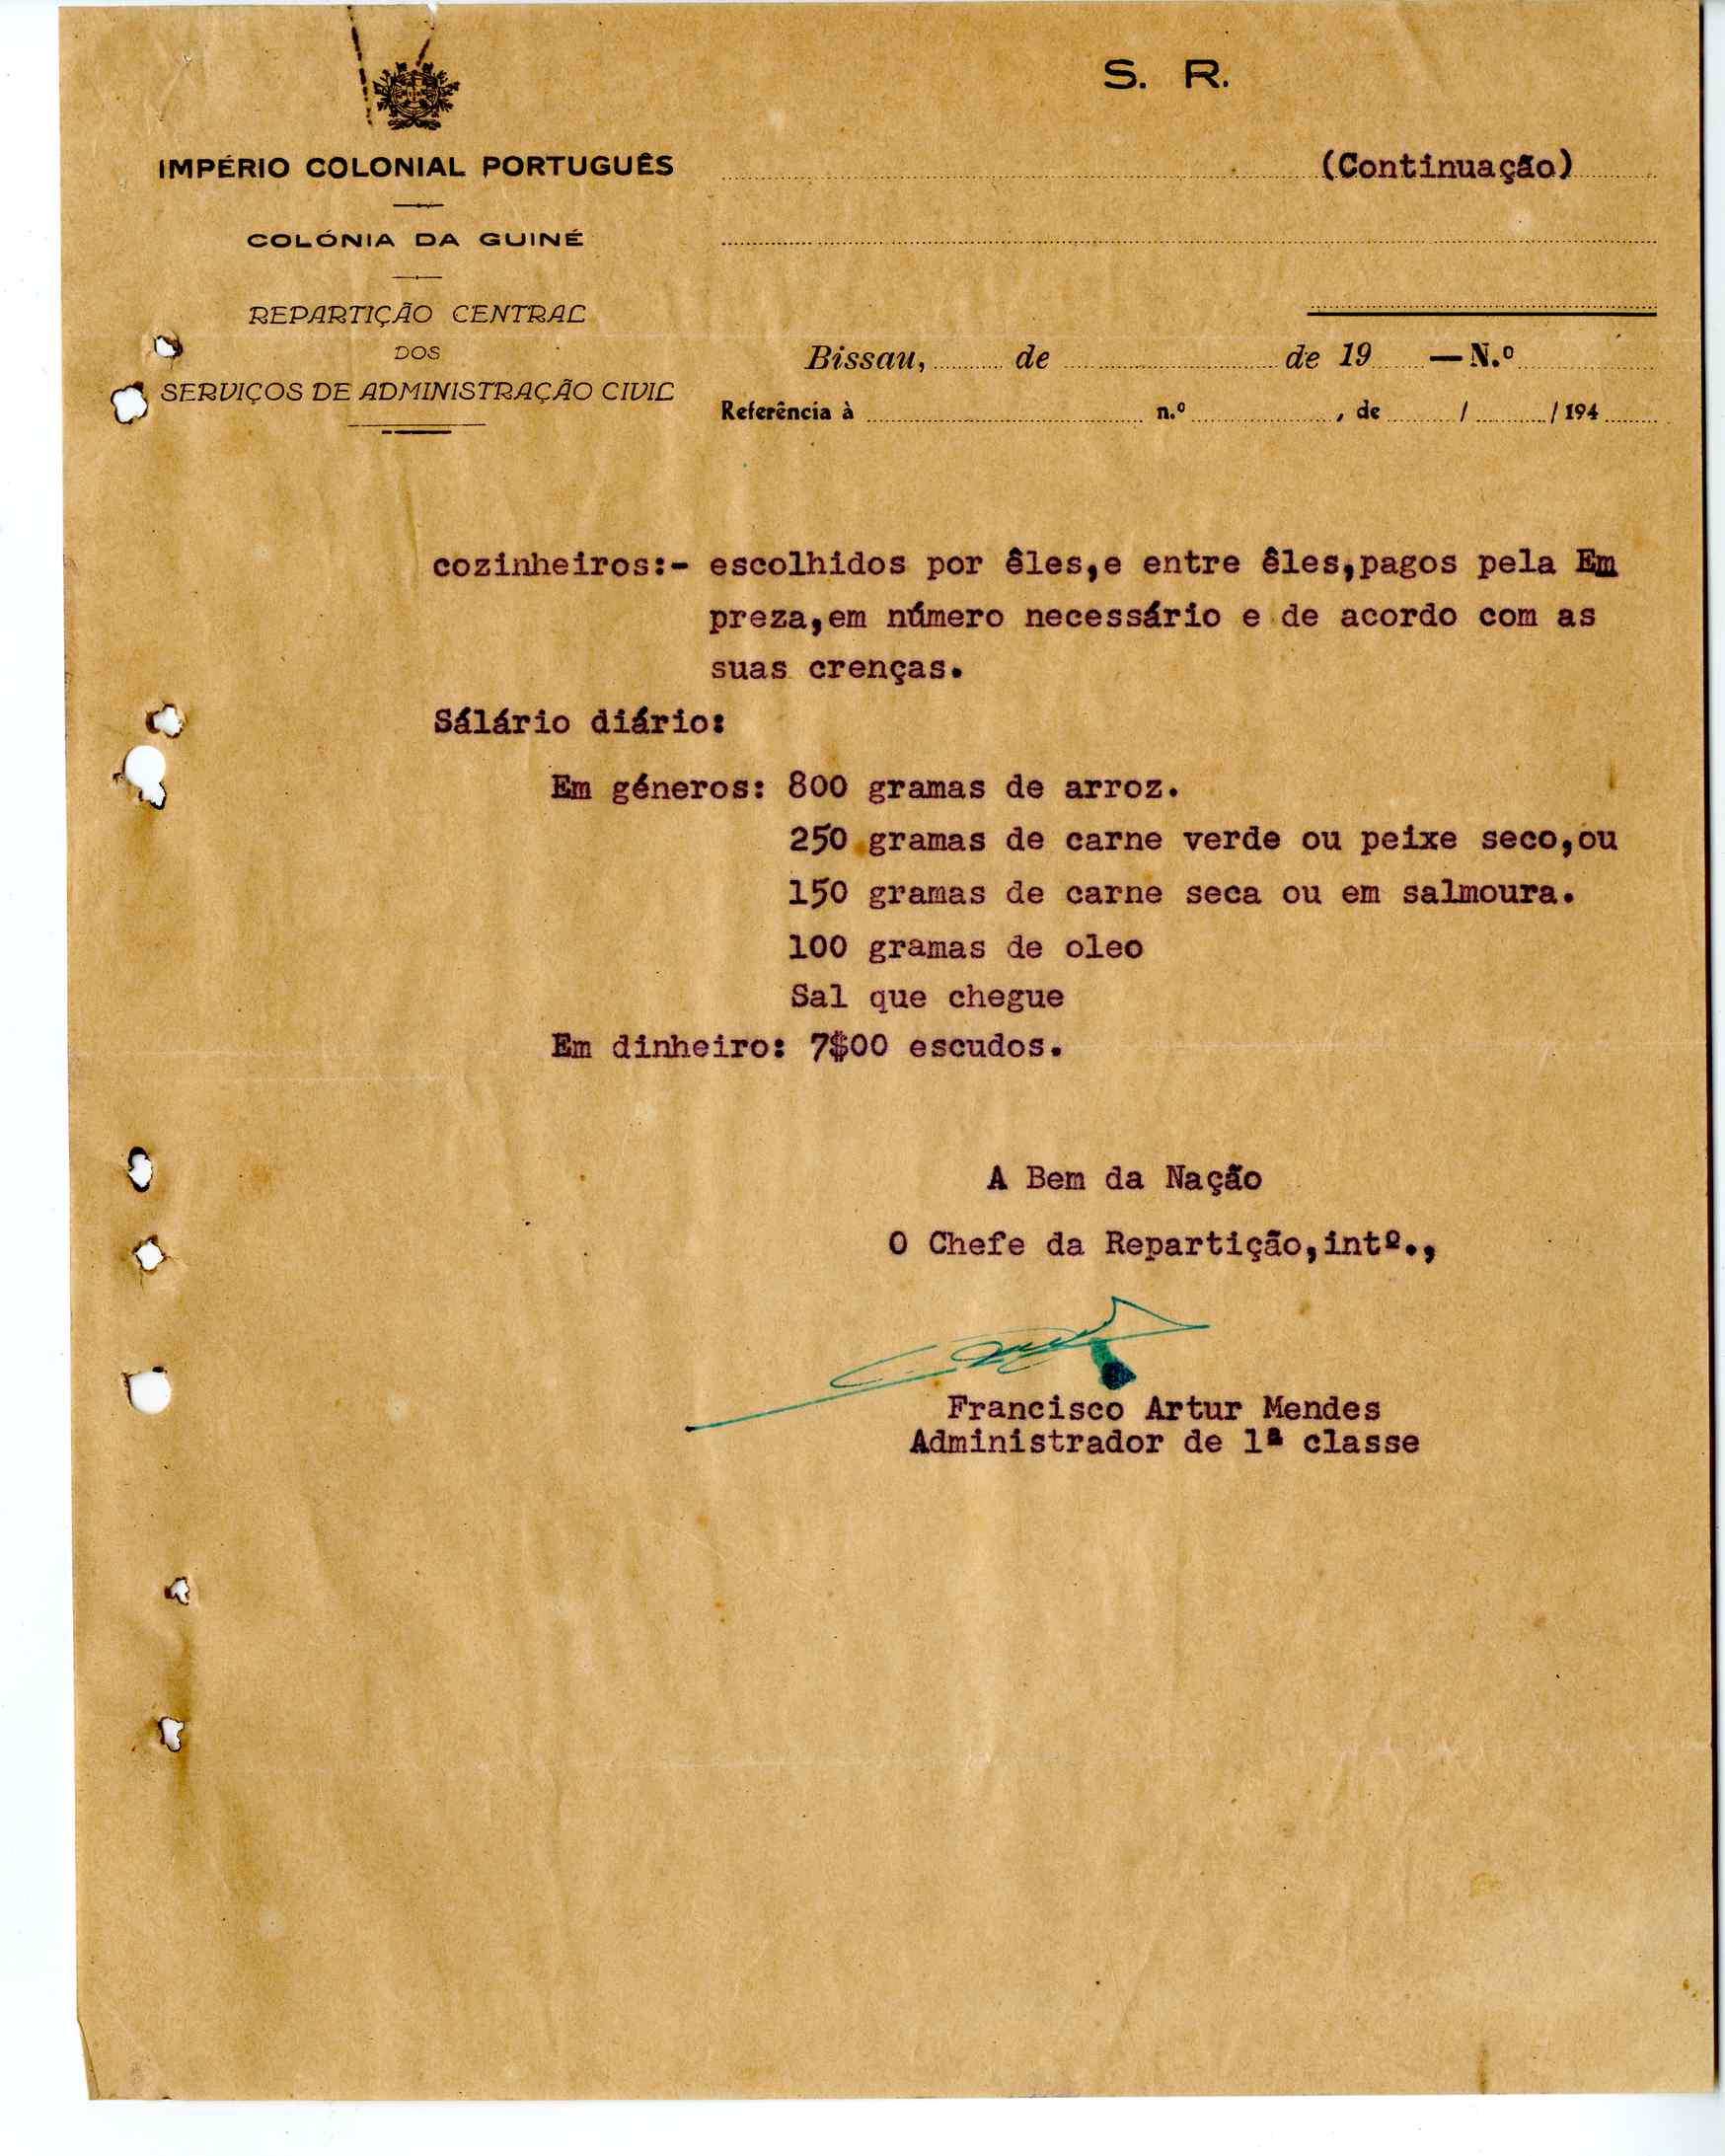 S. R.
IMPÉRIO COLONIAL PORTUGUÊS
(Continuação)
COLÓNIA DA GUINÉ
REPARTIÇÃO CENTRAL
DOS
SERVIÇOS DE ADMINISTRAÇÃO CIVIL
Bissau, de de 19 — N.º
Referência à n.º , de / / 194
cozinheiros:- escolhidos por êles,e entre êles,pagos pela Em
preza,em número necessário e de acordo com as
suas crenças.
Sálário diário:
Em géneros: 800 gramas de arroz.
250 gramas de carne verde ou peixe seco,ou
150 gramas de carne seca ou em salmoura.
100 gramas de oleo
Sal que chegue
Em dinheiro: 7$00 escudos.
A Bem da Nação
O Chefe da Repartição,intº.,
Francisco Artur Mendes
Administrador de 1ª classe